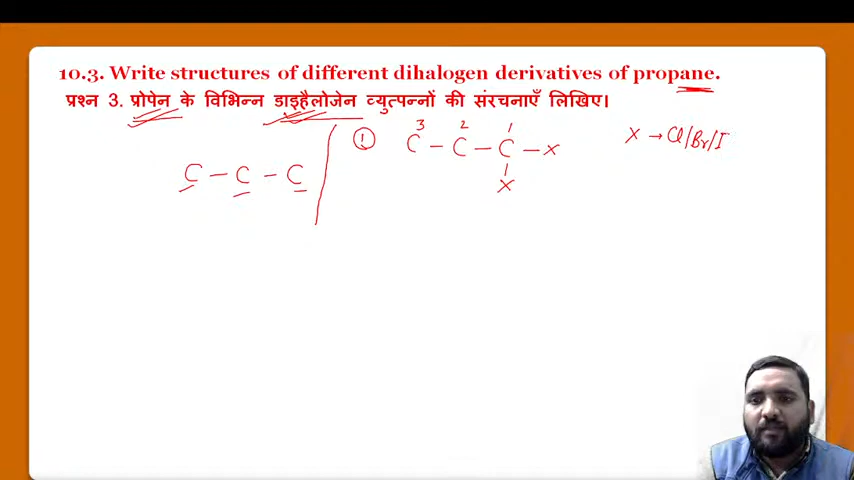 10.3. Write structures of different dihalogen derivatives of propane.
प्रश्न 3. प्रोपेन के विभिन्न डाइहैलोजेन व्युत्पन्नों की संरचनाएँ लिखिए।
① 3 2 1
C - C - C - X
X
X → Cl/Br/I
C - C - C